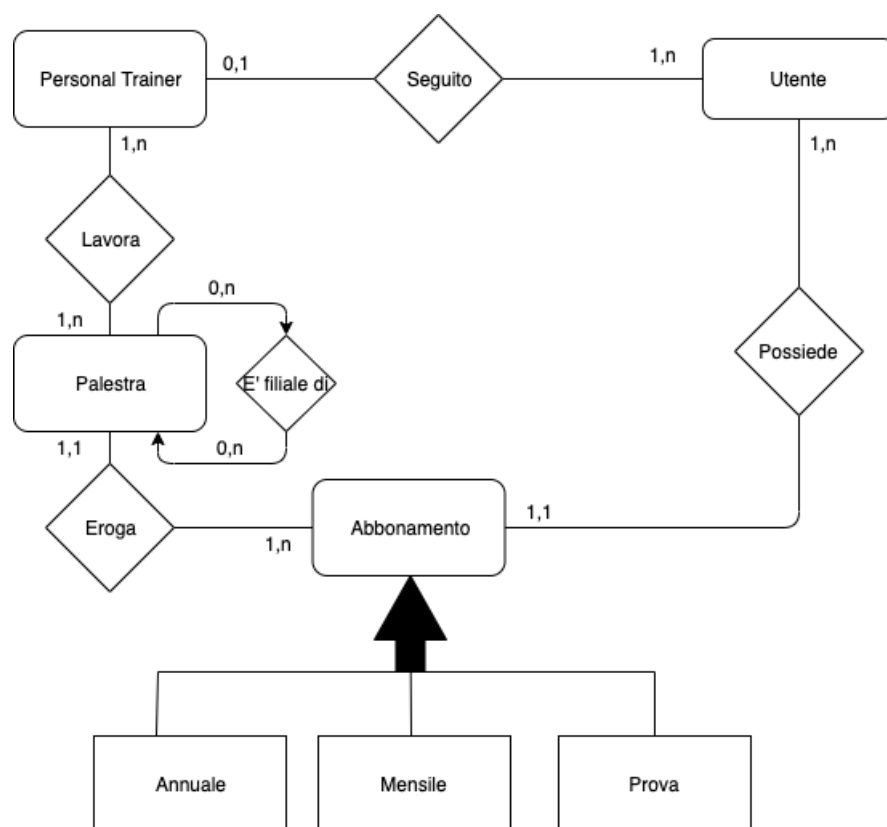 Personal Trainer
0,1
Seguito
1,n
Utente
1,n
1,n
Lavora
0,n
1,n
Palestra
E' filiale di
Possiede
1,1
0,n
Eroga
1,n
Abbonamento
1,1
Annuale
Mensile
Prova